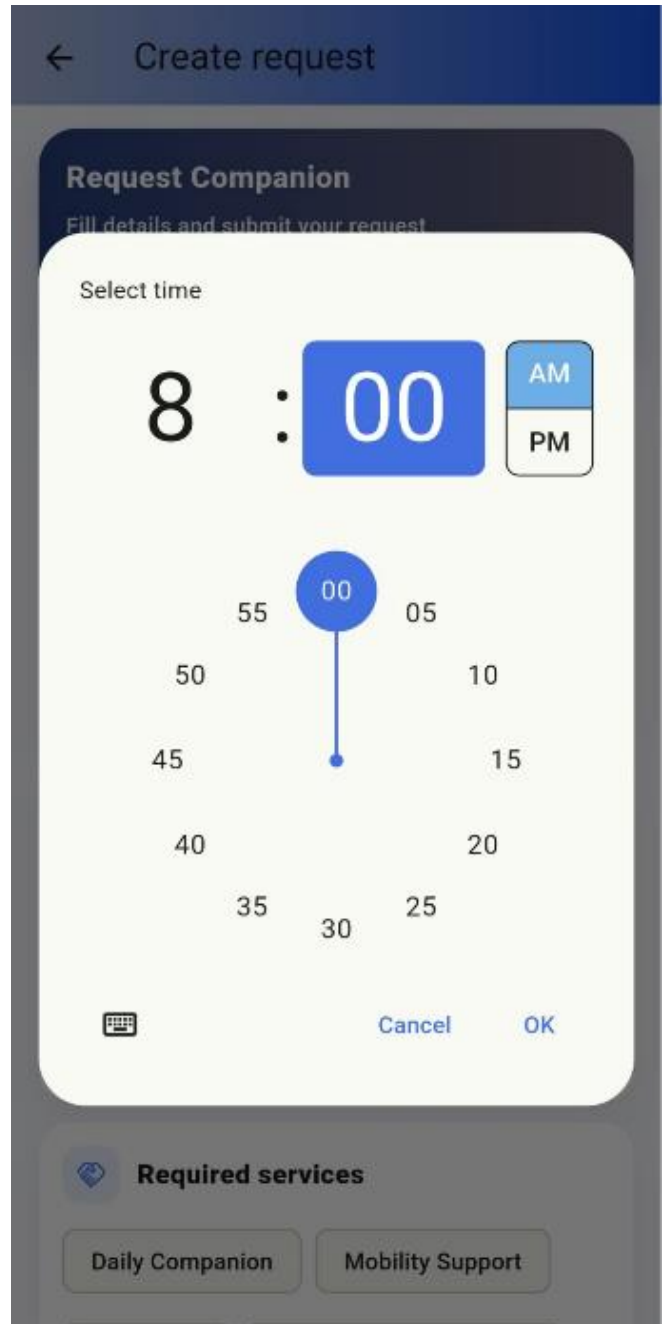 Create request
Request Companion
Fill details and submit your request
Select time
8 : 00
AM
PM
00
55 05
50 10
45 15
40 20
35 25
30
Cancel OK
Required services
Daily Companion Mobility Support